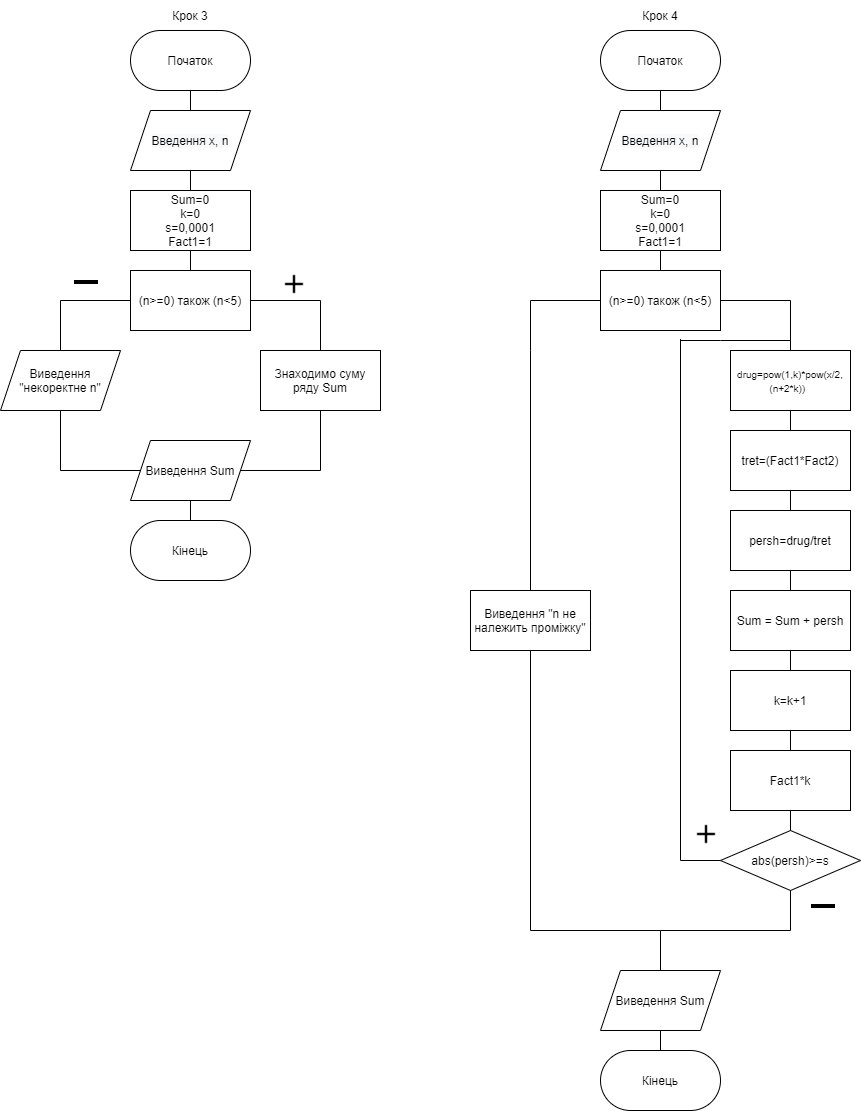 Крок 3
Початок
Введення x, n
Sum=0
k=0
s=0,0001
Fact1=1
(n>=0) також (n<5)
Виведення
"некоректне n"
Знаходимо суму
ряду Sum
Виведення Sum
Кінець
Крок 4
Початок
Введення x, n
Sum=0
k=0
s=0,0001
Fact1=1
(n>=0) також (n<5)
drug=pow(1,k)*pow(x/2,
(n+2*k))
tret=(Fact1*Fact2)
persh=drug/tret
Виведення "n не
належить проміжку"
Sum = Sum + persh
k=k+1
Fact1*k
+
abs(persh)>=s
Виведення Sum
Кінець